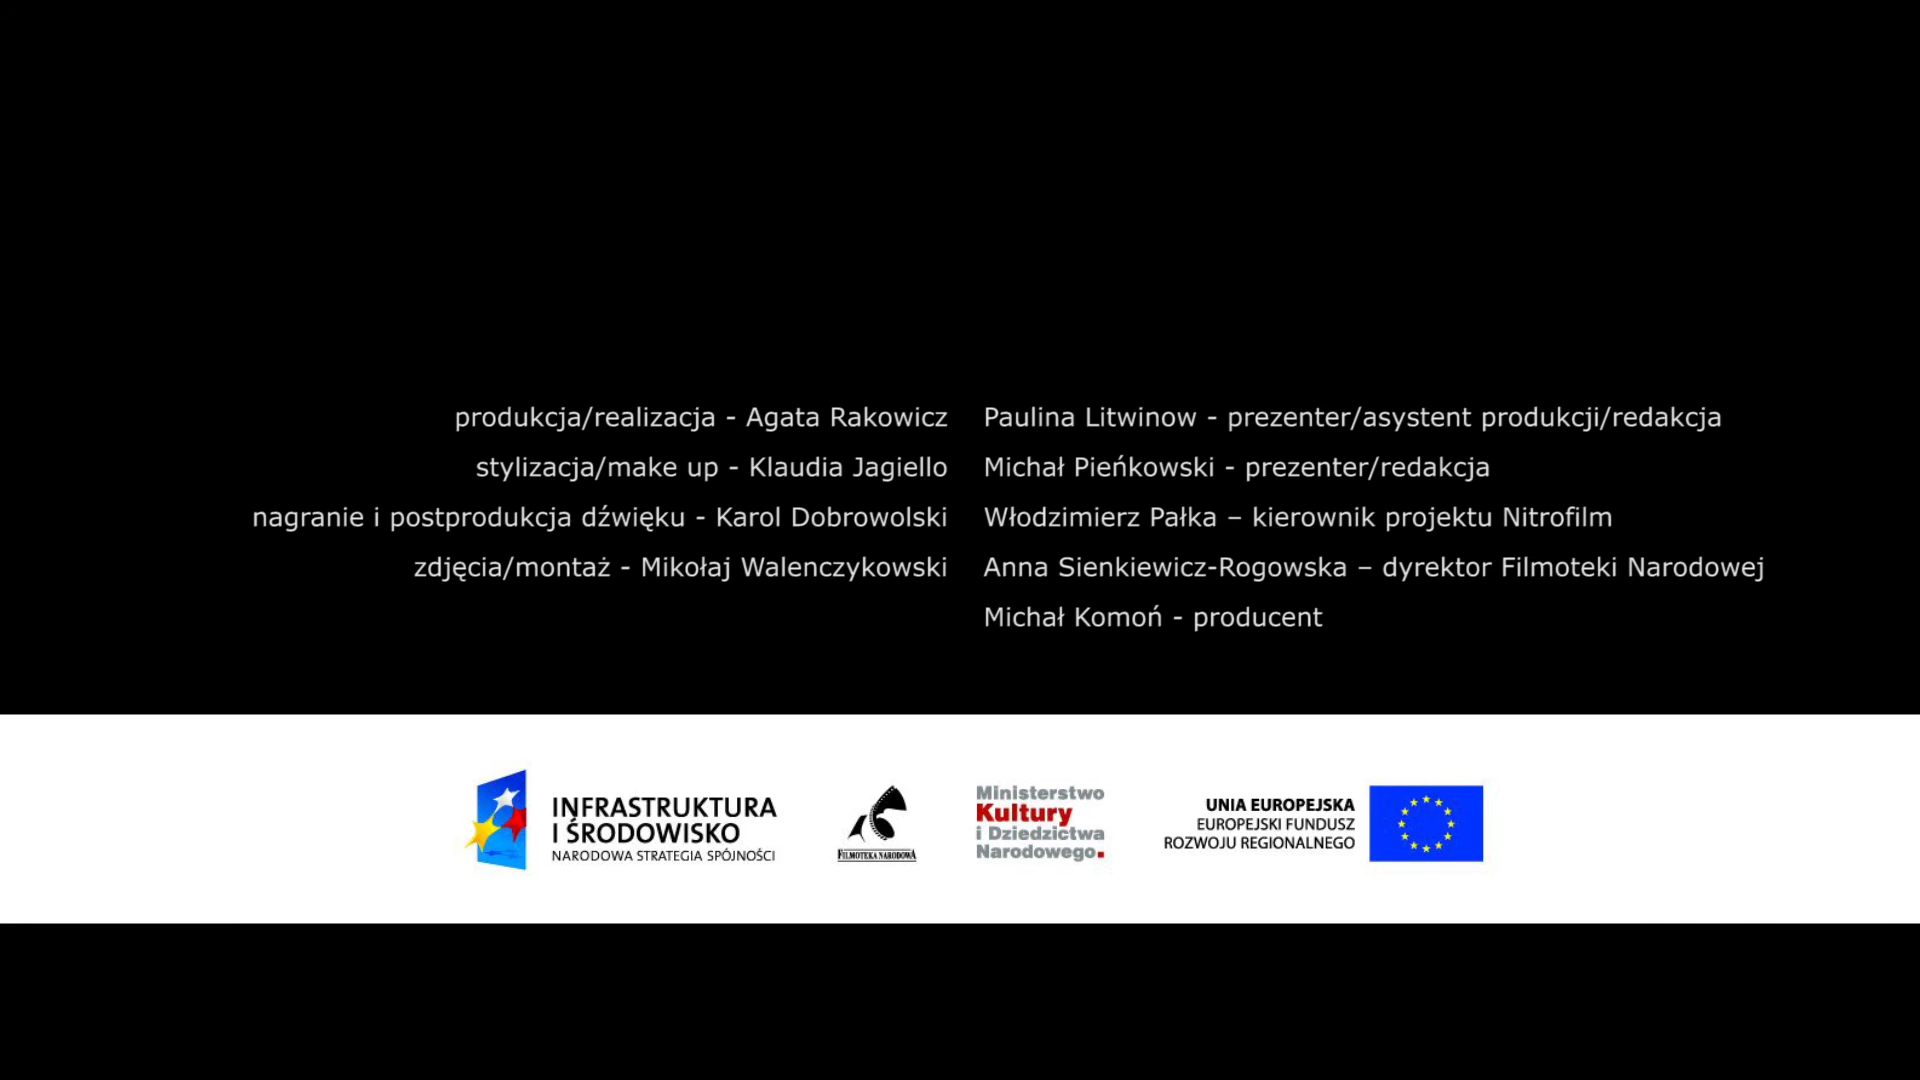 produkcja/realizacja - Agata Rakowicz
stylizacja/make up - Klaudia Jagiello
nagranie i postprodukcja dźwięku - Karol Dobrowolski
zdjęcia/montaż - Mikołaj Walenczykowski
Paulina Litwinow - prezenter/asystent produkcji/redakcja
Michał Pieńkowski - prezenter/redakcja
Włodzimierz Pałka – kierownik projektu Nitrofilm
Anna Sienkiewicz-Rogowska – dyrektor Filmoteki Narodowej
Michał Komoń - producent
INFRASTRUKTURA
I ŚRODOWISKO
NARODOWA STRATEGIA SPÓJNOŚCI
FILMOTEKA NARODOWA
Ministerstwo
Kultury
i Dziedzictwa
Narodowego.
UNIA EUROPEJSKA
EUROPEJSKI FUNDUSZ
ROZWOJU REGIONALNEGO